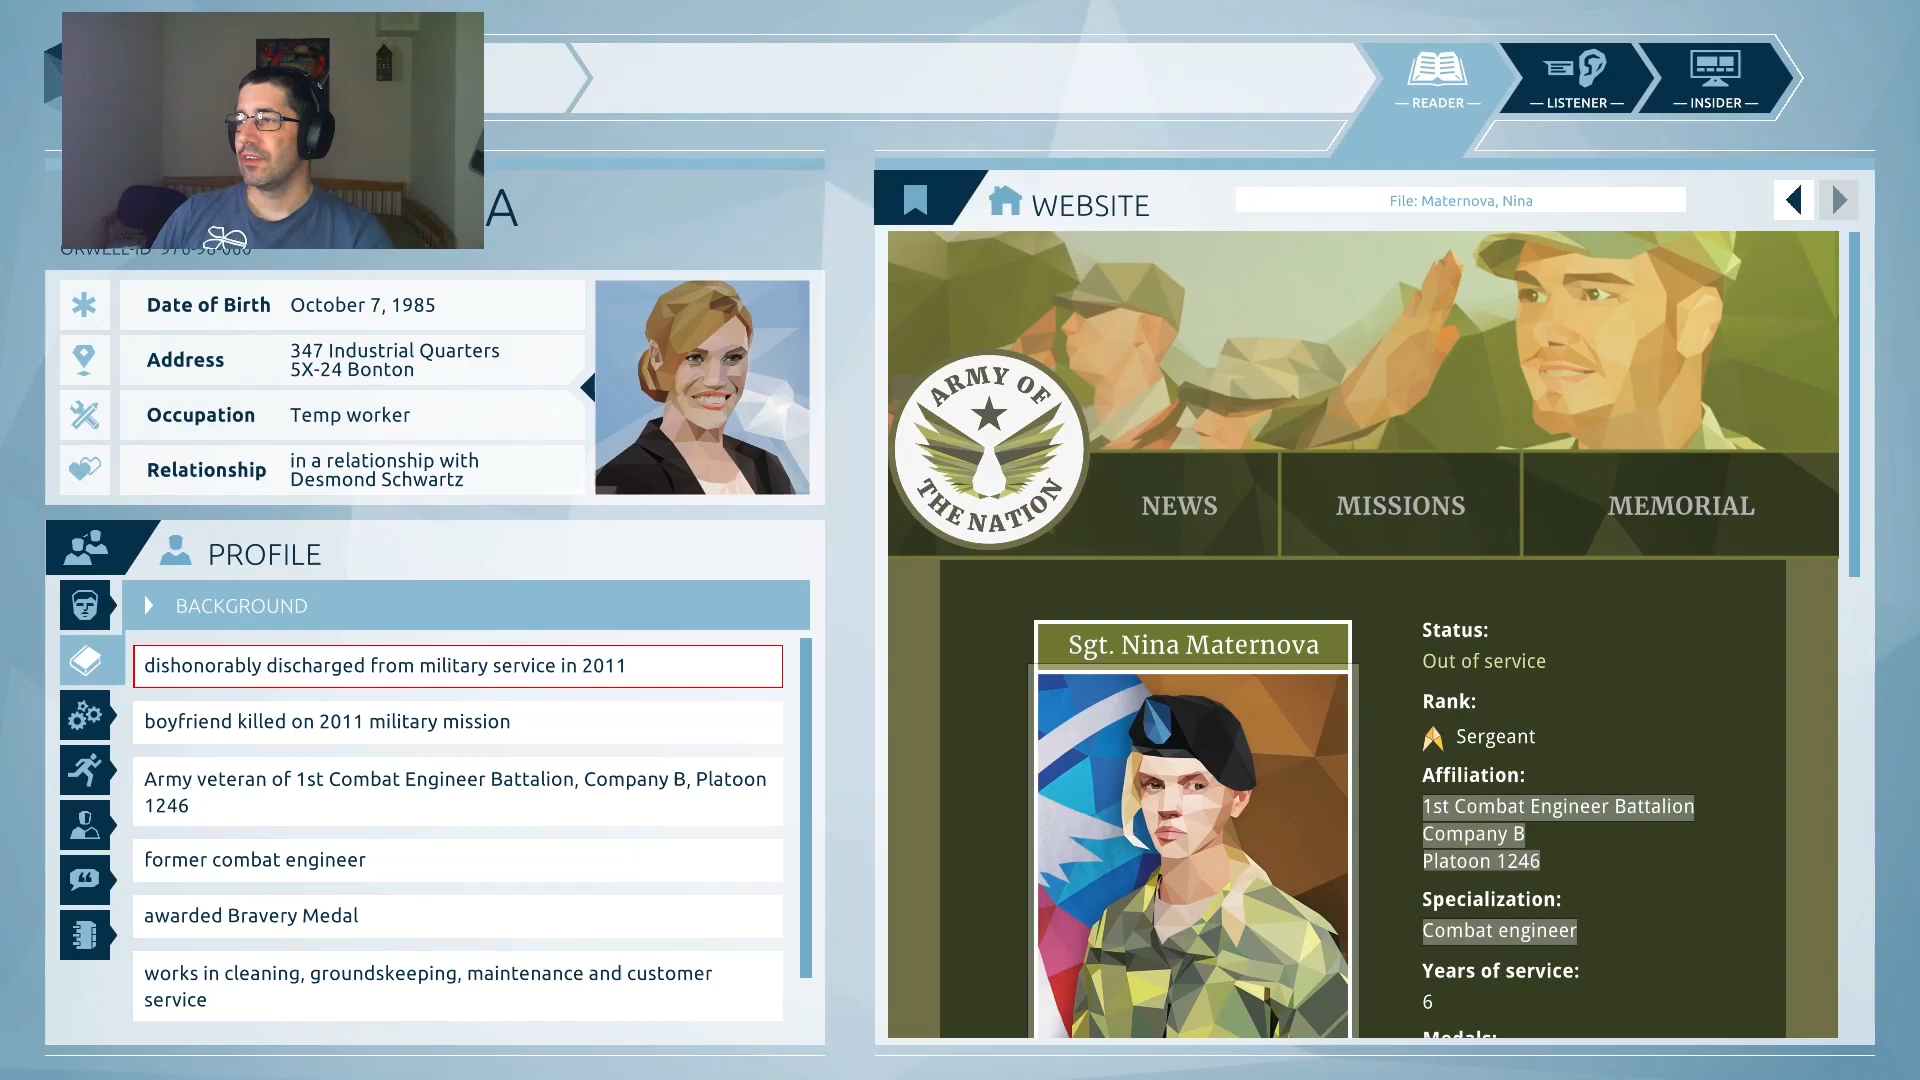 READER
LISTENER
INSIDER
A
Date of Birth October 7, 1985
Address 347 Industrial Quarters
5X-24 Bonton
Occupation Temp worker
Relationship in a relationship with
Desmond Schwartz
PROFILE
BACKGROUND
dishonorably discharged from military service in 2011
boyfriend killed on 2011 military mission
Army veteran of 1st Combat Engineer Battalion, Company B, Platoon
1246
former combat engineer
awarded Bravery Medal
works in cleaning, groundskeeping, maintenance and customer
service
WEBSITE
File: Maternova, Nina
ARMY OF
THE NATION
NEWS
MISSIONS
MEMORIAL
Sgt. Nina Maternova
Status:
Out of service
Rank:
Sergeant
Affiliation:
1st Combat Engineer Battalion
Company B
Platoon 1246
Specialization:
Combat engineer
Years of service:
6
Medals: